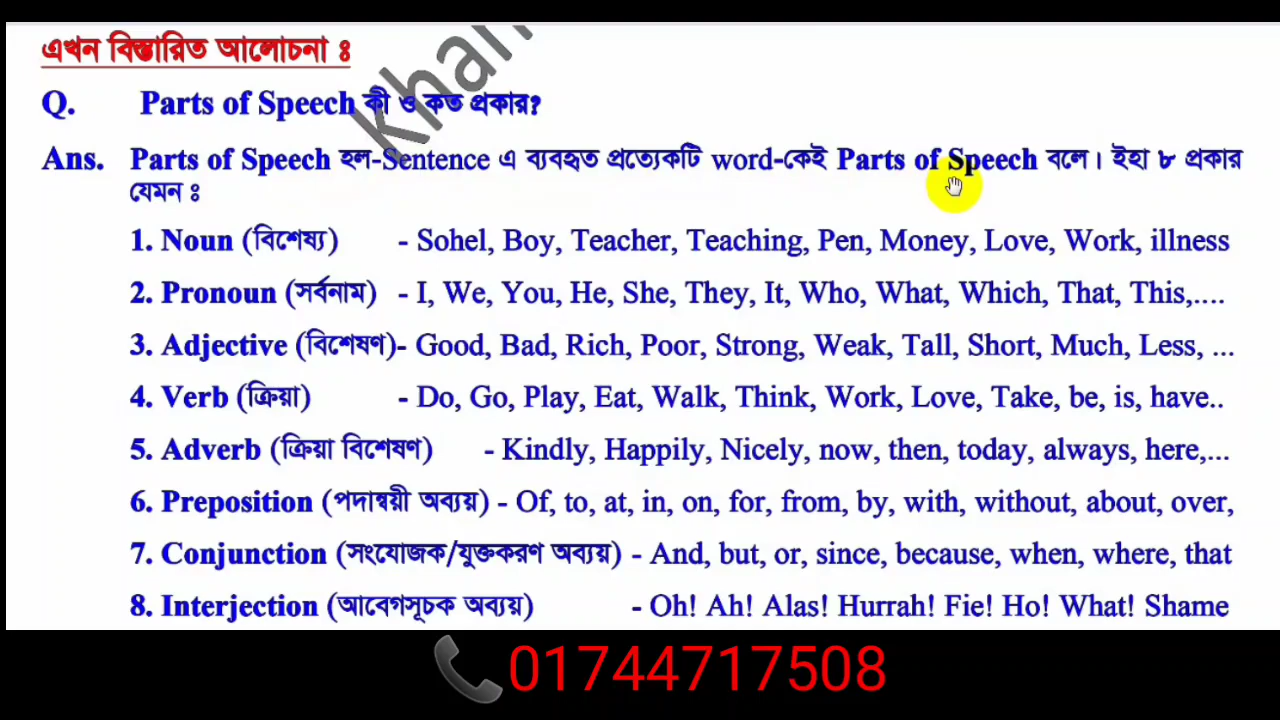 এখন বিস্তারিত আলোচনা ঃ
Khan
Q. Parts of Speech কী ও কত প্রকার?
Ans. Parts of Speech হল-Sentence এ ব্যবহৃত প্রত্যেকটি word-কেই Parts of Speech বলে। ইহা ৮ প্রকার
যেমন ঃ
1. Noun (বিশেষ্য) - Sohel, Boy, Teacher, Teaching, Pen, Money, Love, Work, illness
2. Pronoun (সর্বনাম) - I, We, You, He, She, They, It, Who, What, Which, That, This,....
3. Adjective (বিশেষণ)- Good, Bad, Rich, Poor, Strong, Weak, Tall, Short, Much, Less, ...
4. Verb (ক্রিয়া) - Do, Go, Play, Eat, Walk, Think, Work, Love, Take, be, is, have..
5. Adverb (ক্রিয়া বিশেষণ) - Kindly, Happily, Nicely, now, then, today, always, here,...
6. Preposition (পদান্বয়ী অব্যয়) - Of, to, at, in, on, for, from, by, with, without, about, over,
7. Conjunction (সংযোজক/যুক্তকরণ অব্যয়) - And, but, or, since, because, when, where, that
8. Interjection (আবেগসূচক অব্যয়) - Oh! Ah! Alas! Hurrah! Fie! Ho! What! Shame
01744717508